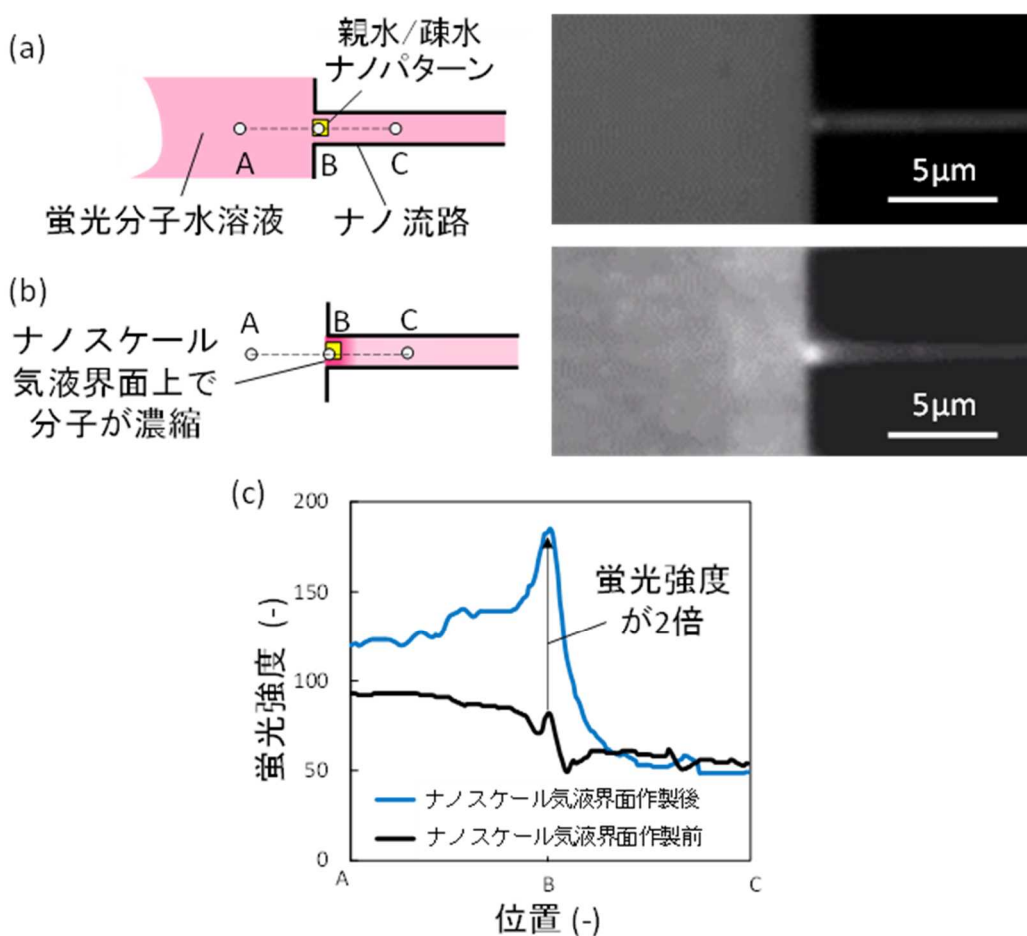 (a)
親水/疎水
ナノパターン
A
B
C
蛍光分子水溶液
ナノ流路
5μm
(b)
A
B
C
ナノスケール
気液界面上で
分子が濃縮
5μm
(c)
200
150
100
50
0
蛍光強度 (-)
蛍光強度
が2倍
ナノスケール気液界面作製後
ナノスケール気液界面作製前
A
B
C
位置 (-)